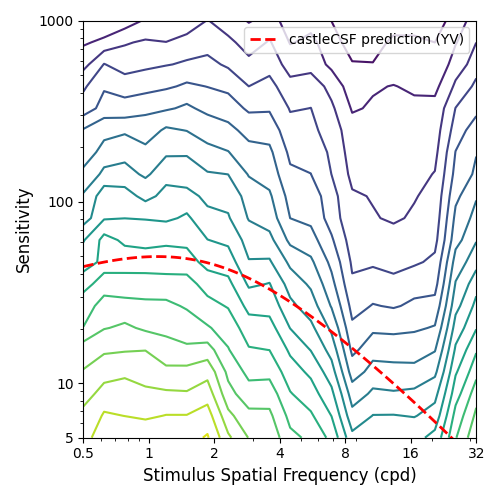 1000
castleCSF prediction (YV)
100
10
5
Sensitivity
0.5 1 2 4 8 16 32
Stimulus Spatial Frequency (cpd)